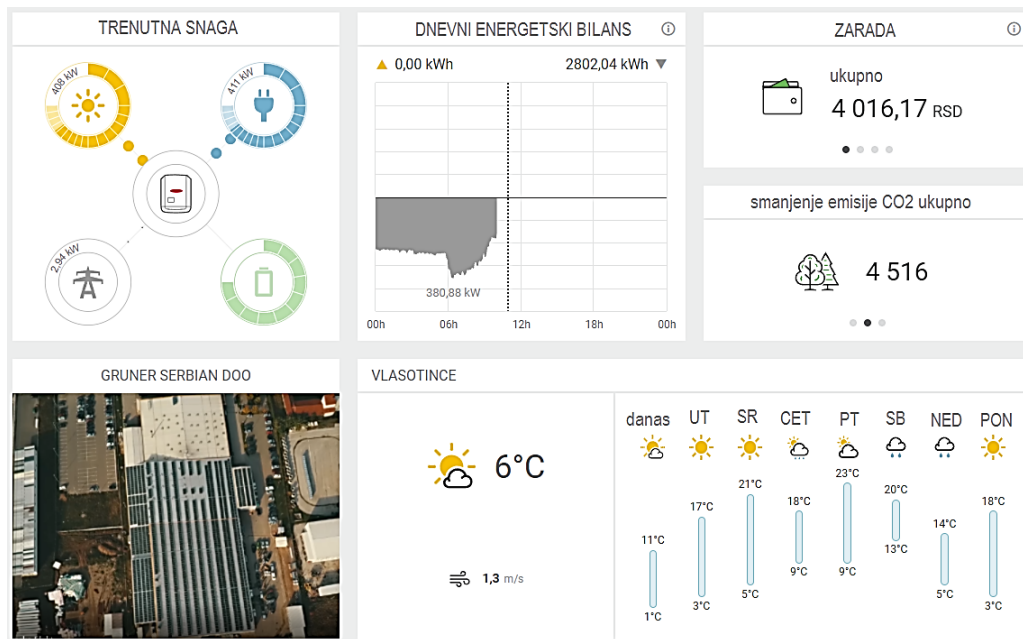 TRENUTNA SNAGA
408 kW
411 kW
2,94 kW
DNEVNI ENERGETSKI BILANS
0,00 kWh
2802,04 kWh
380,88 kW
00h 06h 12h 18h 00h
ZARADA
ukupno
4 016,17 RSD
smanjenje emisije CO2 ukupno
4 516
GRUNER SERBIAN DOO
VLASOTINCE
6°C
1,3 m/s
danas UT SR CET PT SB NED PON
11°C 17°C 21°C 18°C 23°C 20°C 14°C 18°C
1°C 3°C 5°C 9°C 9°C 13°C 5°C 3°C